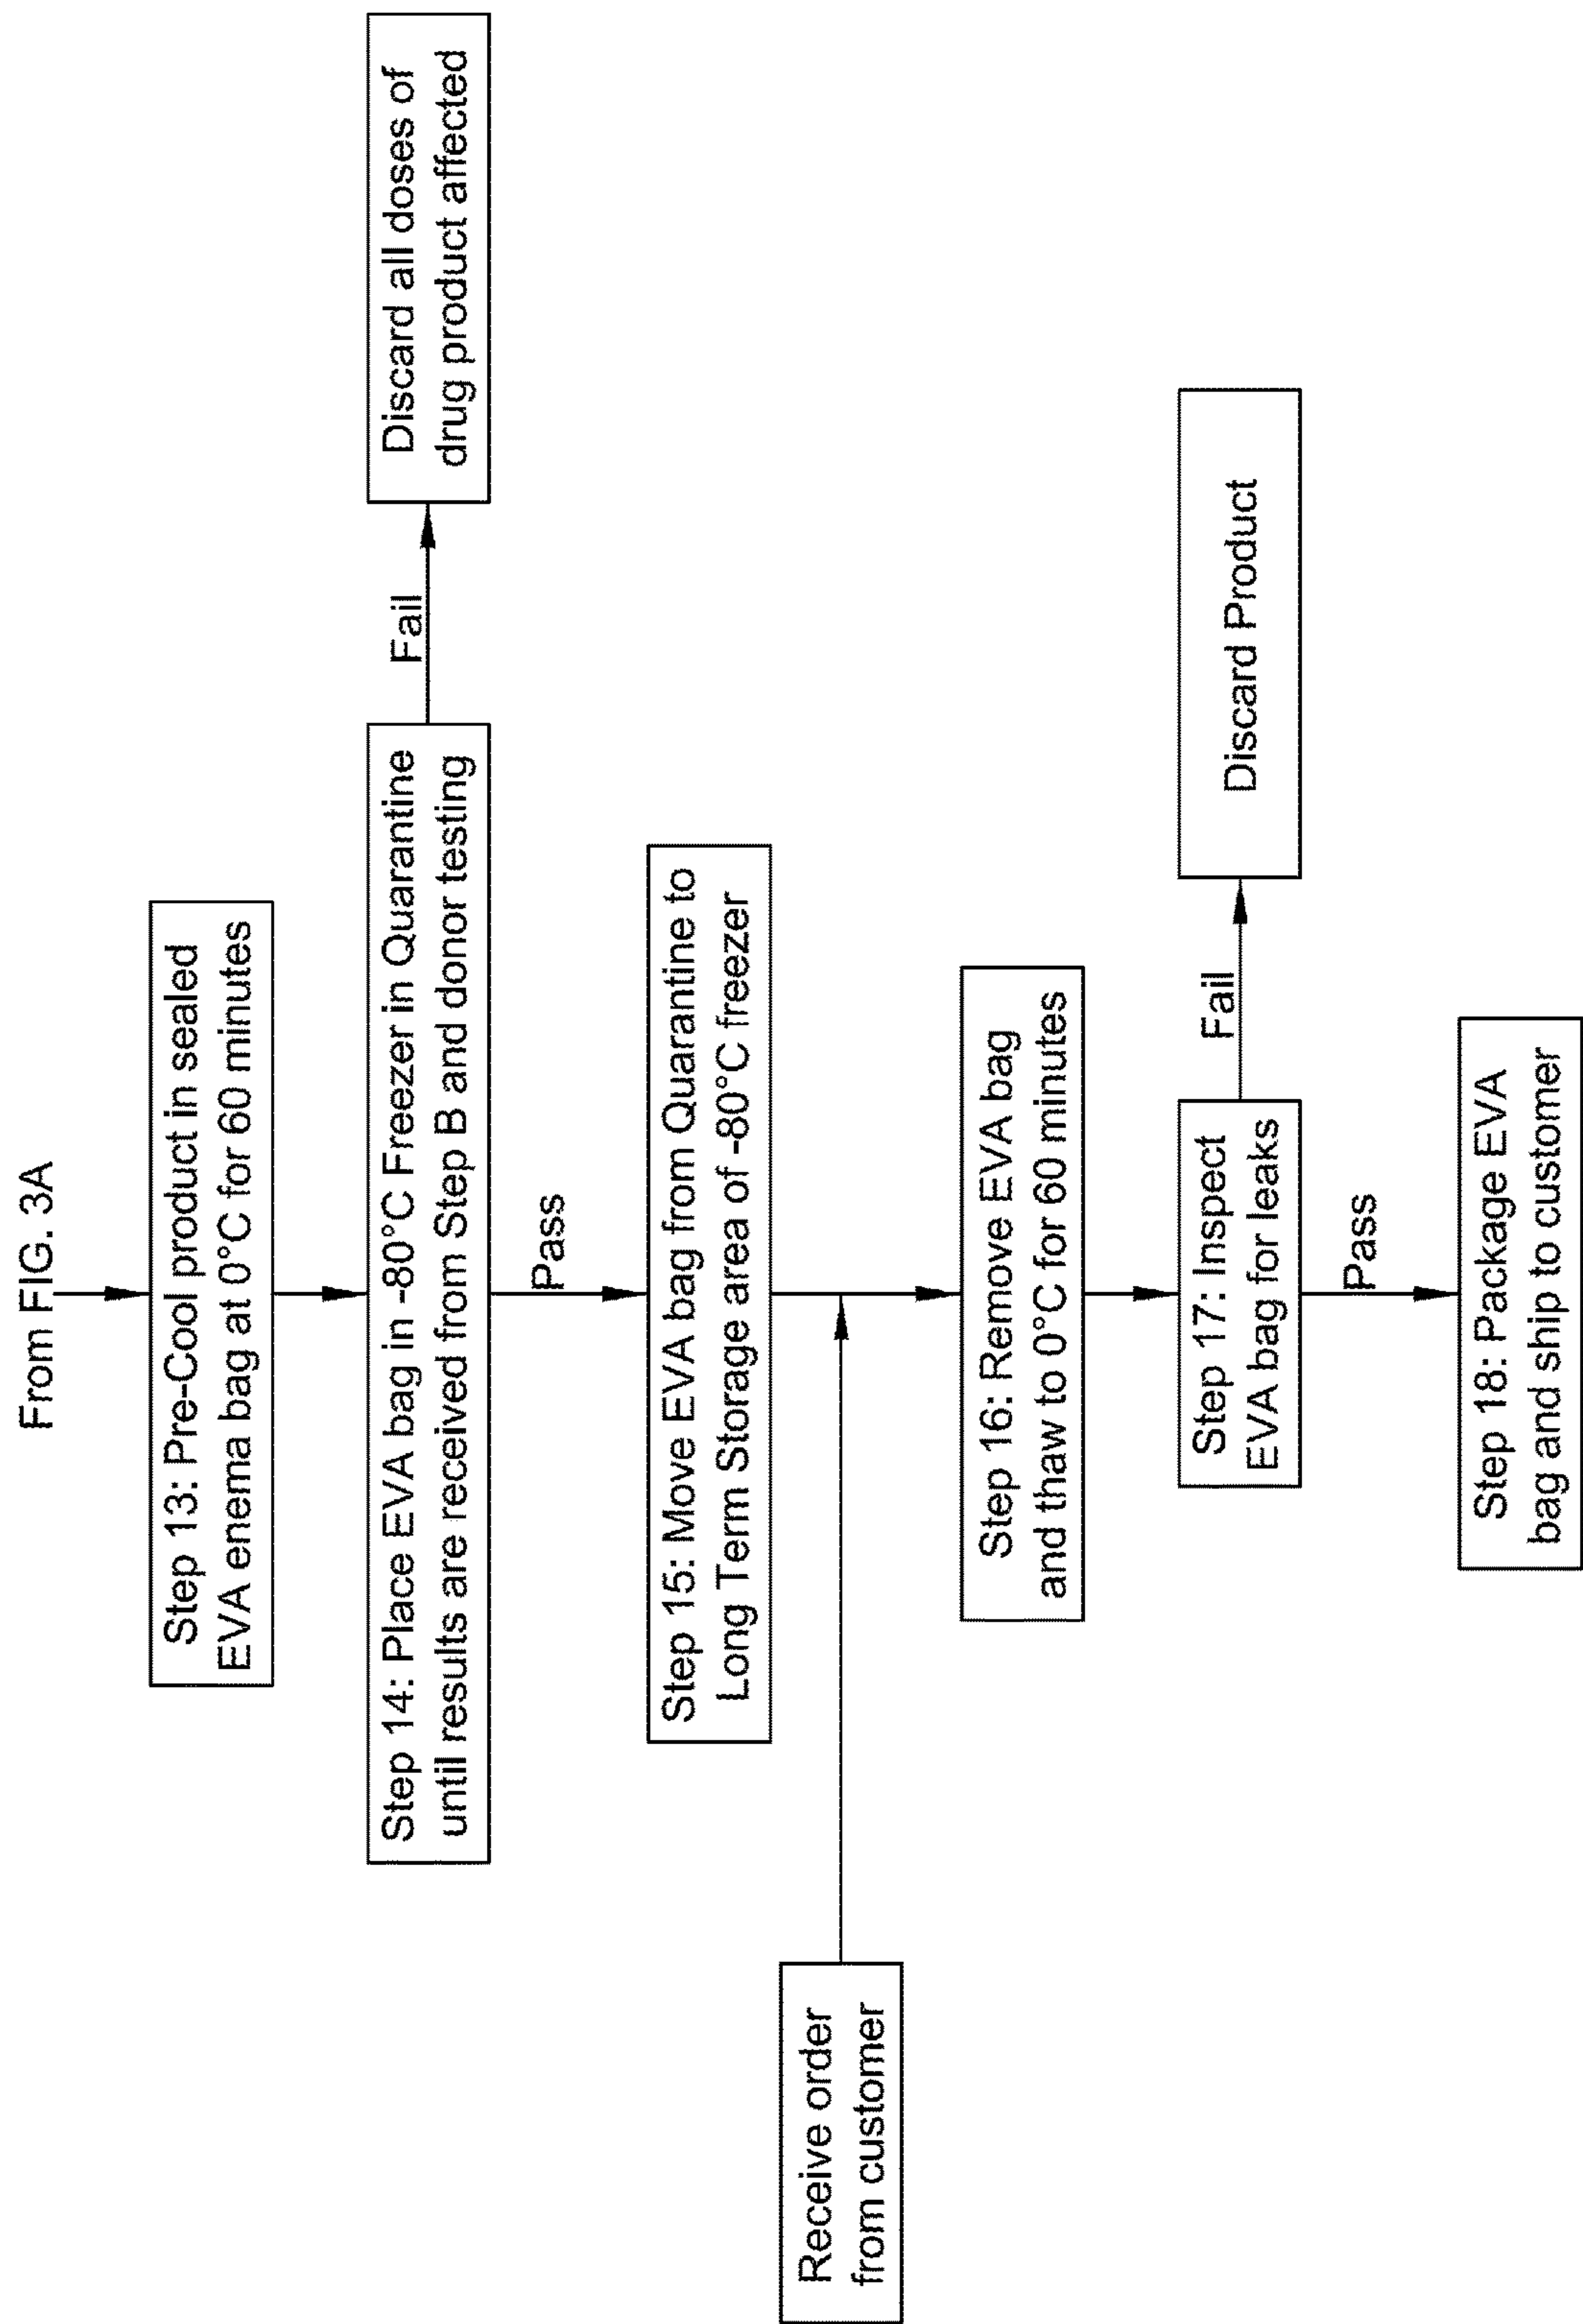 From FIG. 3A
Step 13: Pre-Cool product in sealed
EVA enema bag at 0°C for 60 minutes
Step 14: Place EVA bag in -80°C Freezer in Quarantine
until results are received from Step B and donor testing
Fail
Discard all doses of
drug product affected
Pass
Step 15: Move EVA bag from Quarantine to
Long Term Storage area of -80°C freezer
Receive order
from customer
Step 16: Remove EVA bag
and thaw to 0°C for 60 minutes
Step 17: Inspect
EVA bag for leaks
Fail
Discard Product
Pass
Step 18: Package EVA
bag and ship to customer